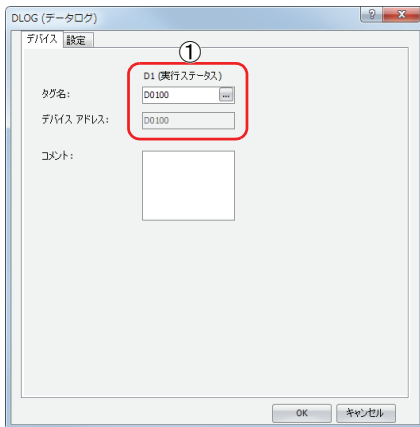 DLOG (データログ)
デバイス 設定
①
D1 (実行ステータス)
タグ名: D0100 ...
デバイス アドレス: D0100
コメント:
OK キャンセル